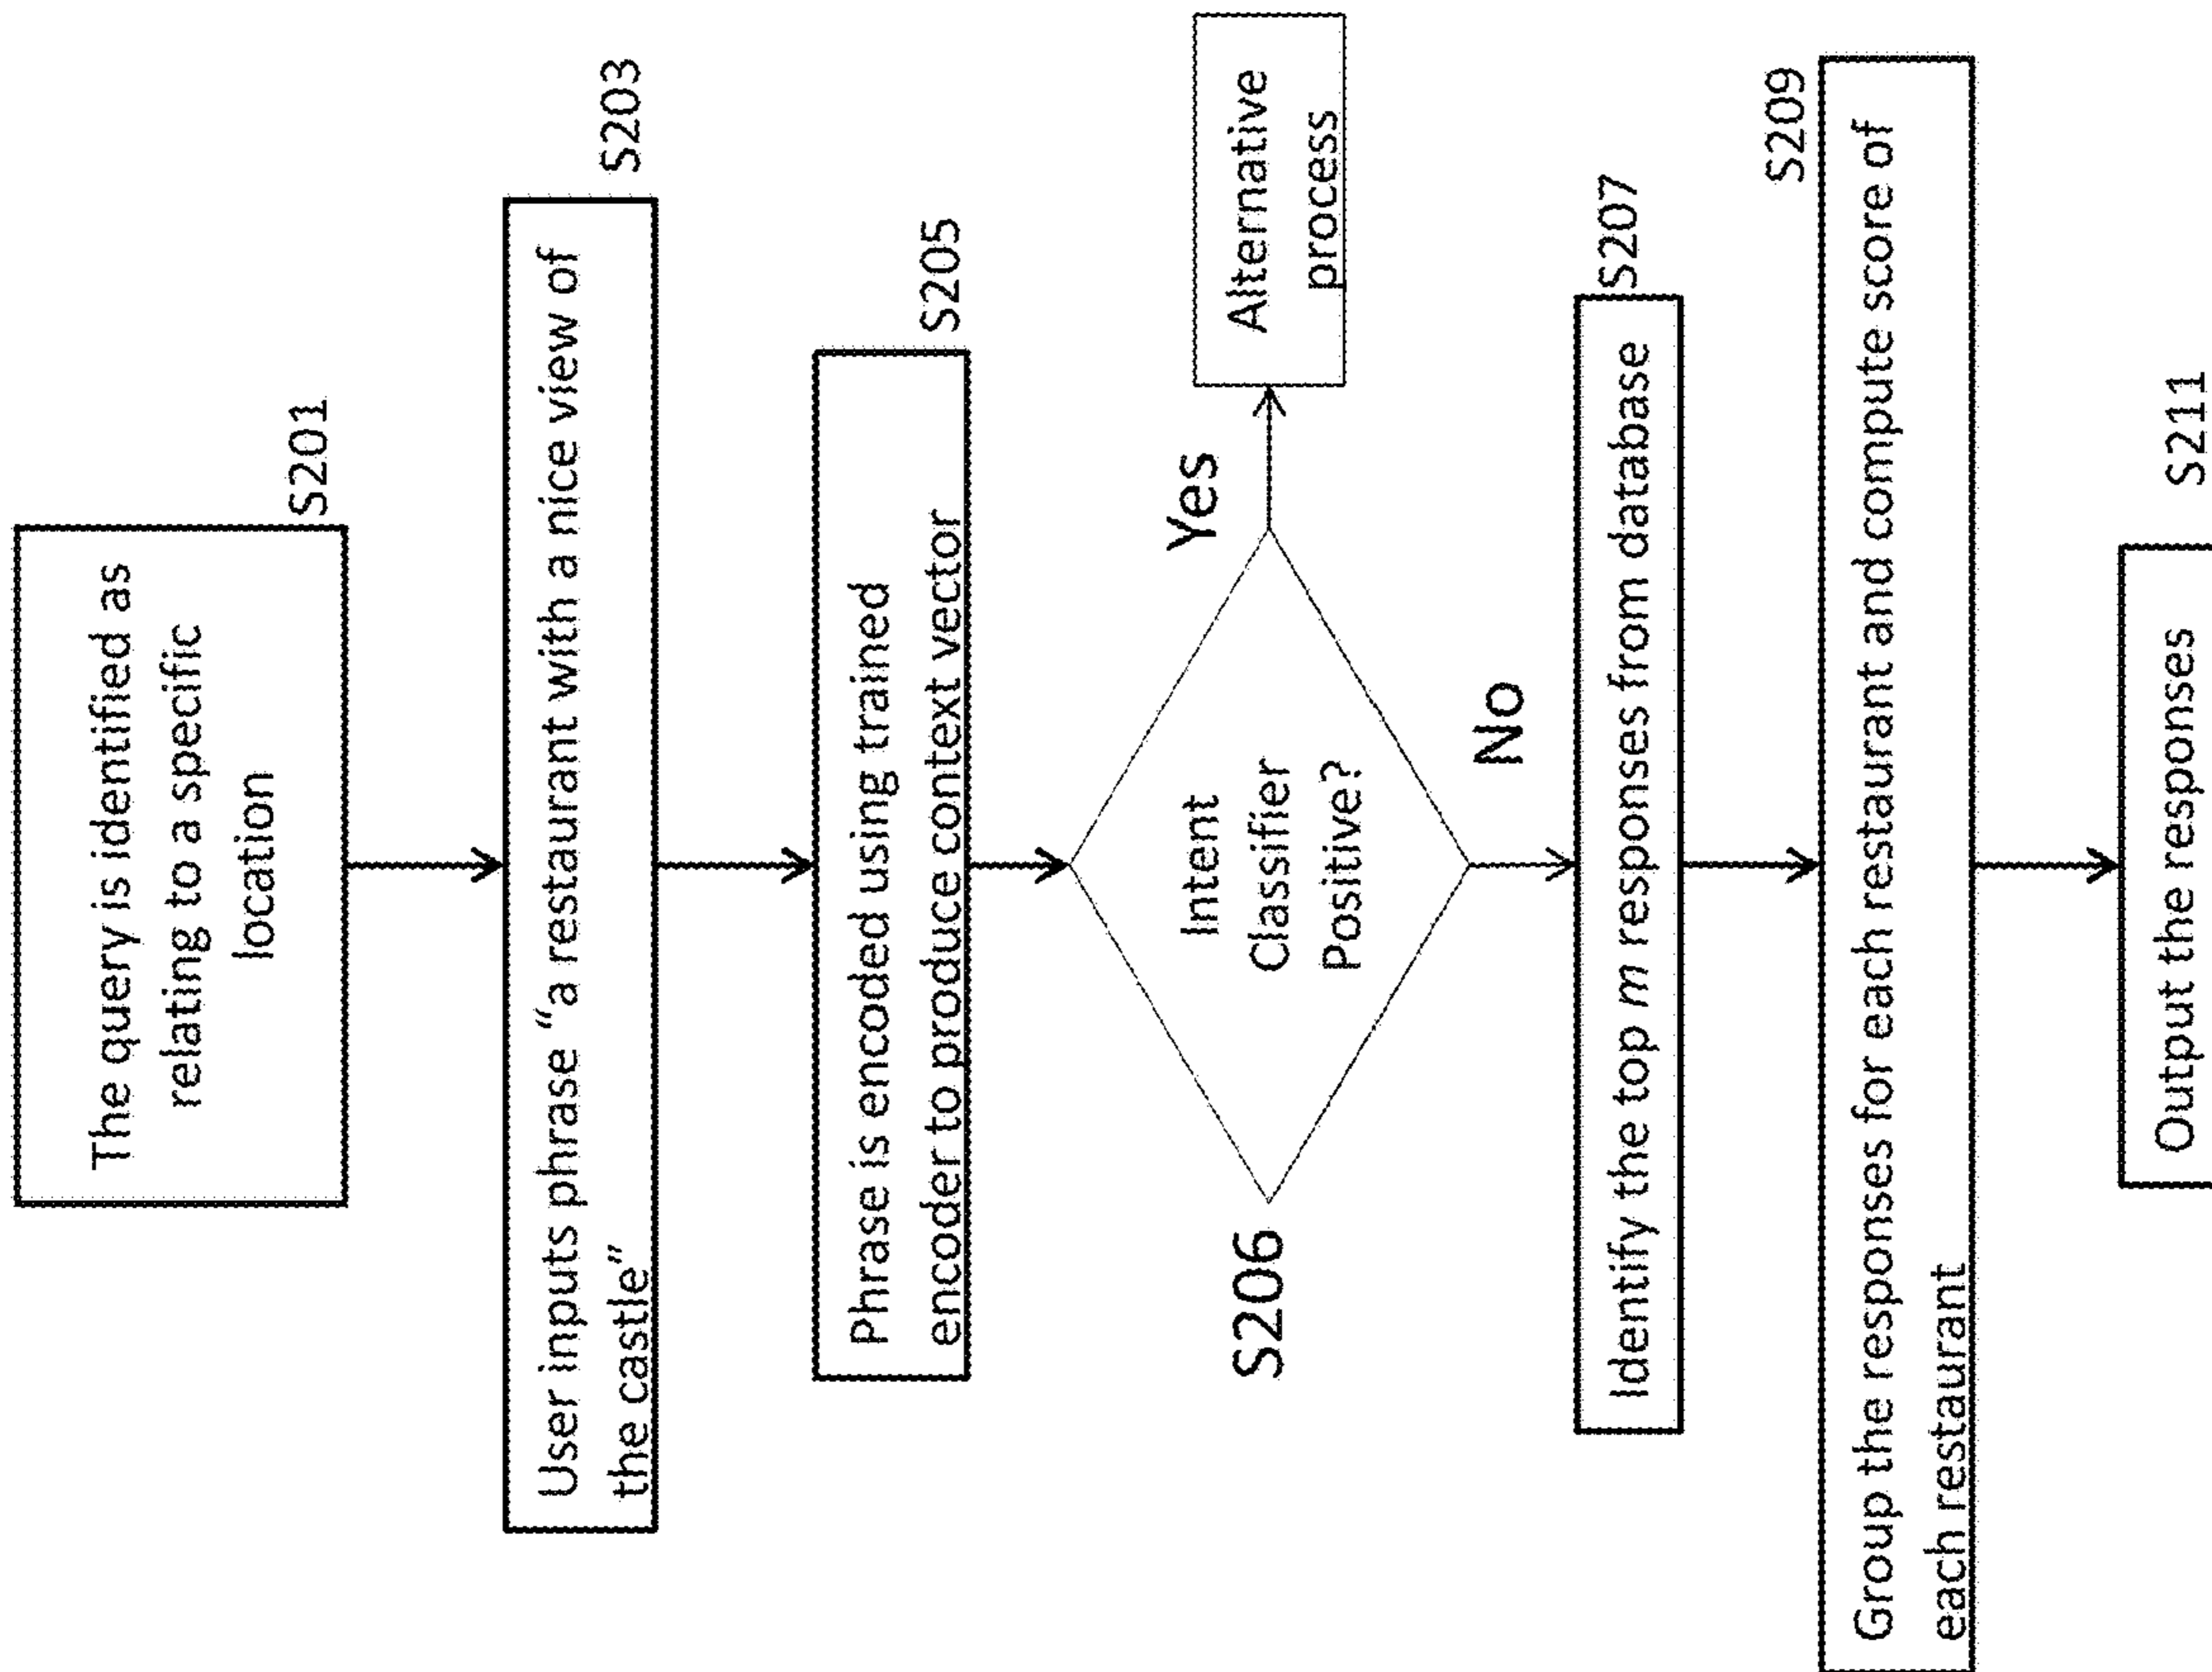 The query is identified as
relating to a specific
location
S201
User inputs phrase “a restaurant with a nice view of
the castle”
S203
Phrase is encoded using trained
encoder to produce context vector
S205
Intent
Classifier
Positive?
S206
Yes
Alternative
process
No
Identify the top m responses from database
S207
Group the responses for each restaurant and compute score of
each restaurant
S209
Output the responses
S211